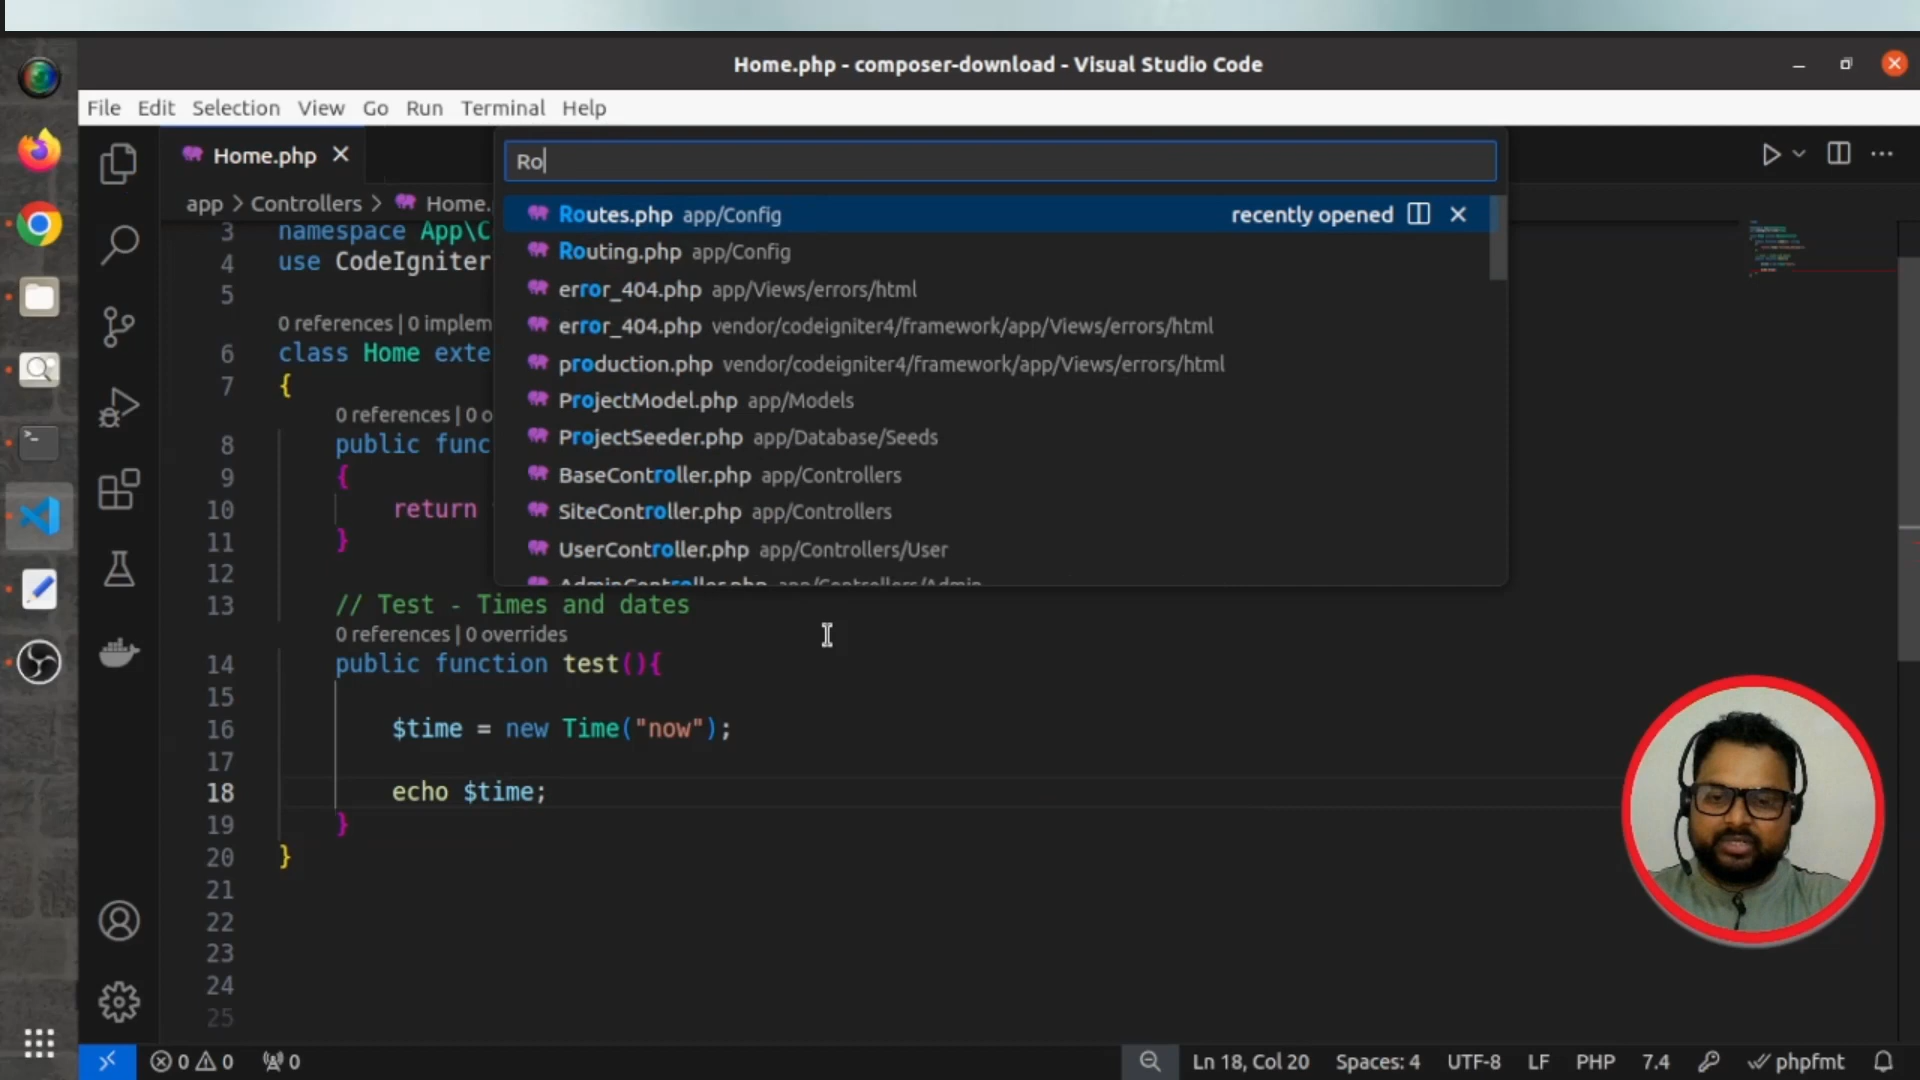 Home.php - composer-download - Visual Studio Code
File Edit Selection View Go Run Terminal Help
Home.php
Ro
app > Controllers > Home.
Routes.php app/Config recently opened
Routing.php app/Config
error_404.php app/Views/errors/html
error_404.php vendor/codeigniter4/framework/app/Views/errors/html
production.php vendor/codeigniter4/framework/app/Views/errors/html
ProjectModel.php app/Models
ProjectSeeder.php app/Database/Seeds
BaseController.php app/Controllers
SiteController.php app/Controllers
UserController.php app/Controllers/User
AdminController.php app/Controllers/Admin
3 namespace App\C
4 use CodeIgniter
5
0 references | 0 implem
6 class Home exte
7 {
0 references | 0 o
8 public func
9 {
10 return
11 }
12
13 // Test - Times and dates
0 references | 0 overrides
14 public function test(){
15
16 $time = new Time("now");
17
18 echo $time;
19 }
20 }
21
22
23
24
25
0 0 0 Ln 18, Col 20 Spaces: 4 UTF-8 LF PHP 7.4 phpfmt